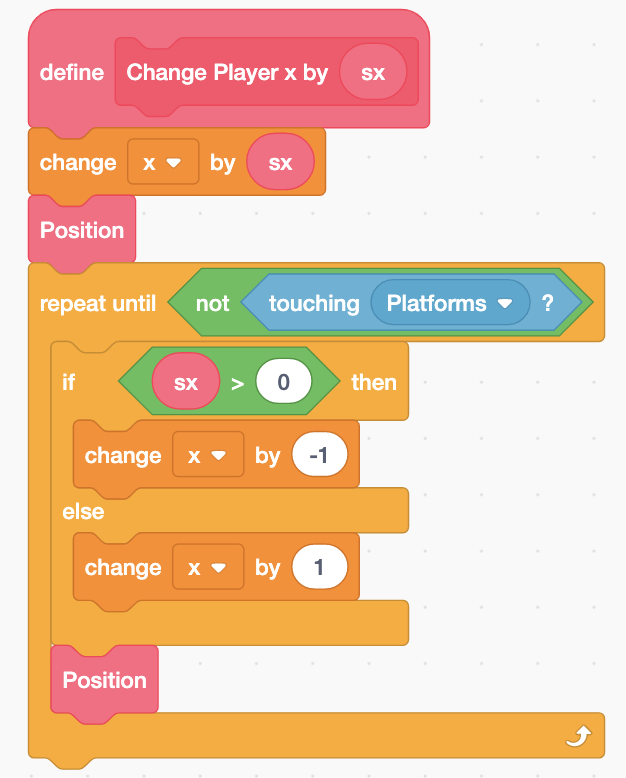 define Change Player x by sx
change x by sx
Position
repeat until not touching Platforms ?
if sx > 0 then
change x by -1
else
change x by 1
Position